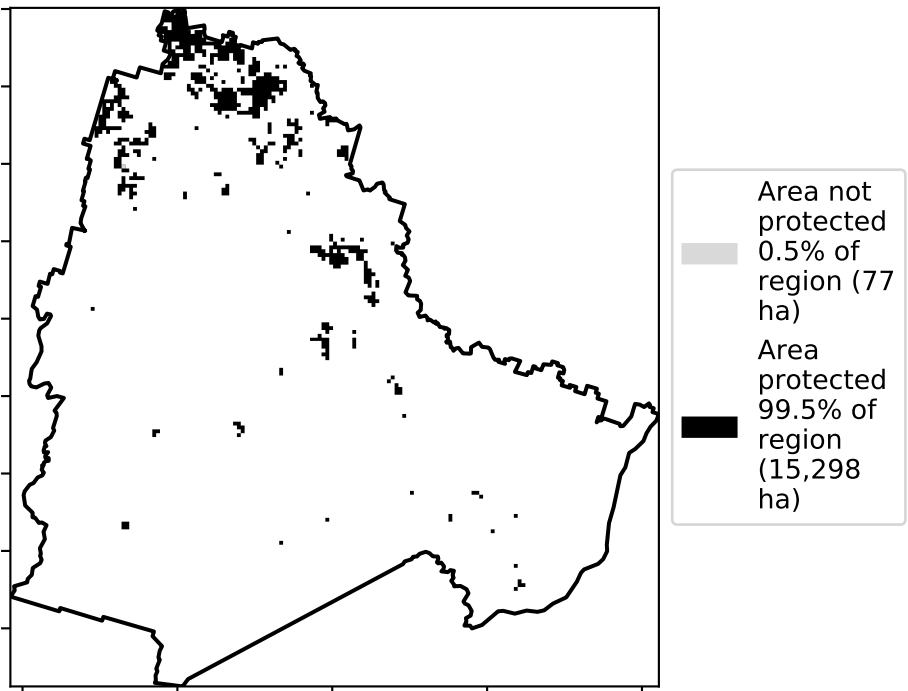 Area not
protected
0.5% of
region (77
ha)
Area
protected
99.5% of
region
(15,298
ha)